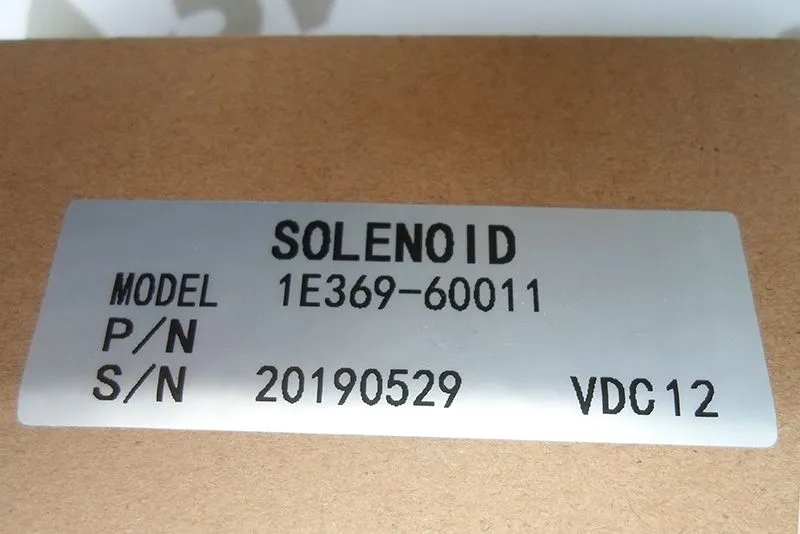 SOLENOID
MODEL 1E369-60011
P/N
S/N 20190529 VDC12